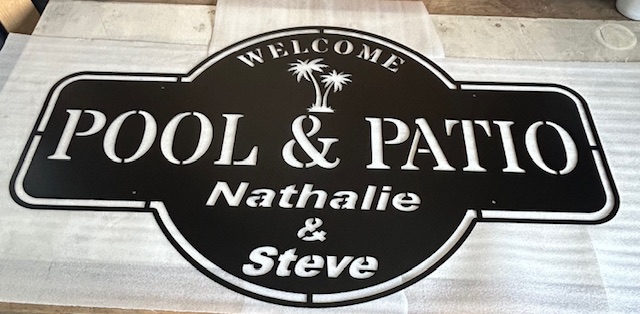 WELCOME
POOL & PATIO
Nathalie
&
Steve